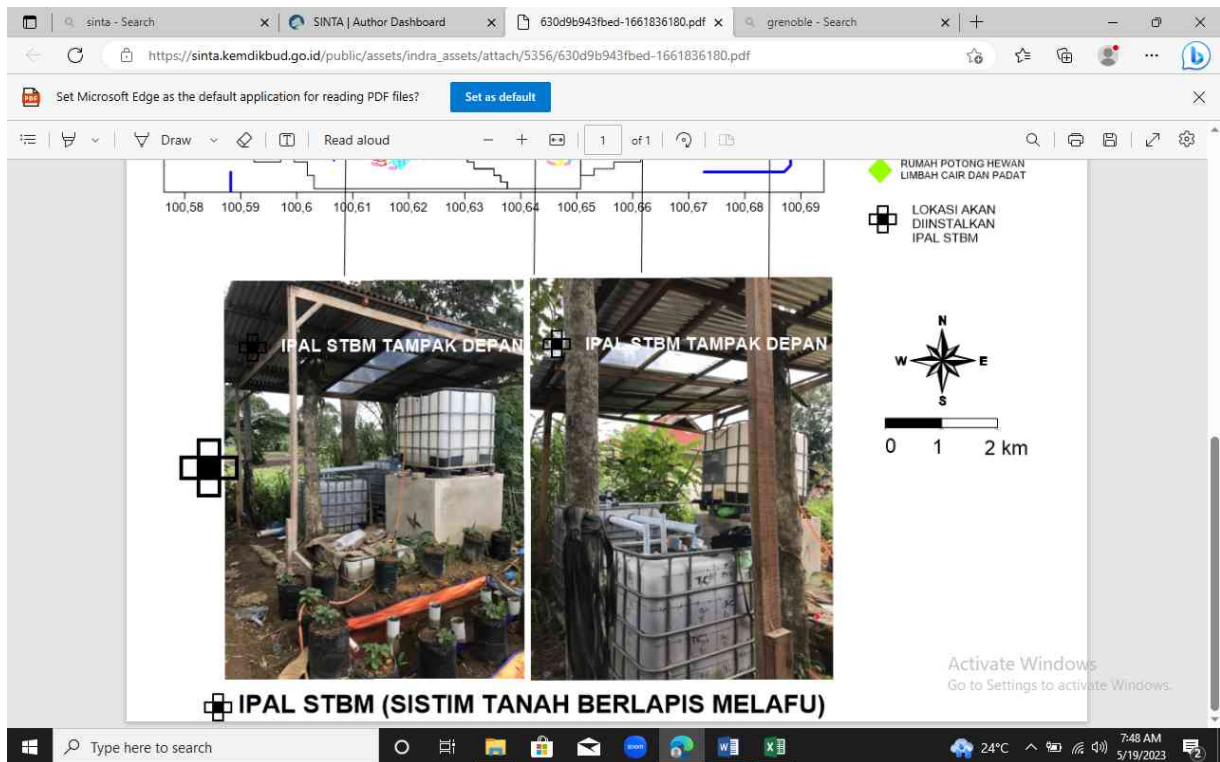 sinta - Search
SINTA | Author Dashboard
630d9b943fbed-1661836180.pdf
grenoble - Search
https://sinta.kemdikbud.go.id/public/assets/indra_assets/attach/5356/630d9b943fbed-1661836180.pdf
Set Microsoft Edge as the default application for reading PDF files?
Set as default
Draw
Read aloud
1 of 1
RUMAH POTONG HEWAN
LIMBAH CAIR DAN PADAT
100,58 100,59 100,6 100,61 100,62 100,63 100,64 100,65 100,66 100,67 100,68 100,69
LOKASI AKAN
DIINSTALKAN
IPAL STBM
IPAL STBM TAMPAK DEPAN
IPAL STBM TAMPAK DEPAN
N
W E
S
0 1 2 km
IPAL STBM (SISTIM TANAH BERLAPIS MELAFU)
Activate Windows
Go to Settings to activate Windows.
Type here to search
zoom
24°C
7:48 AM
5/19/2023
2